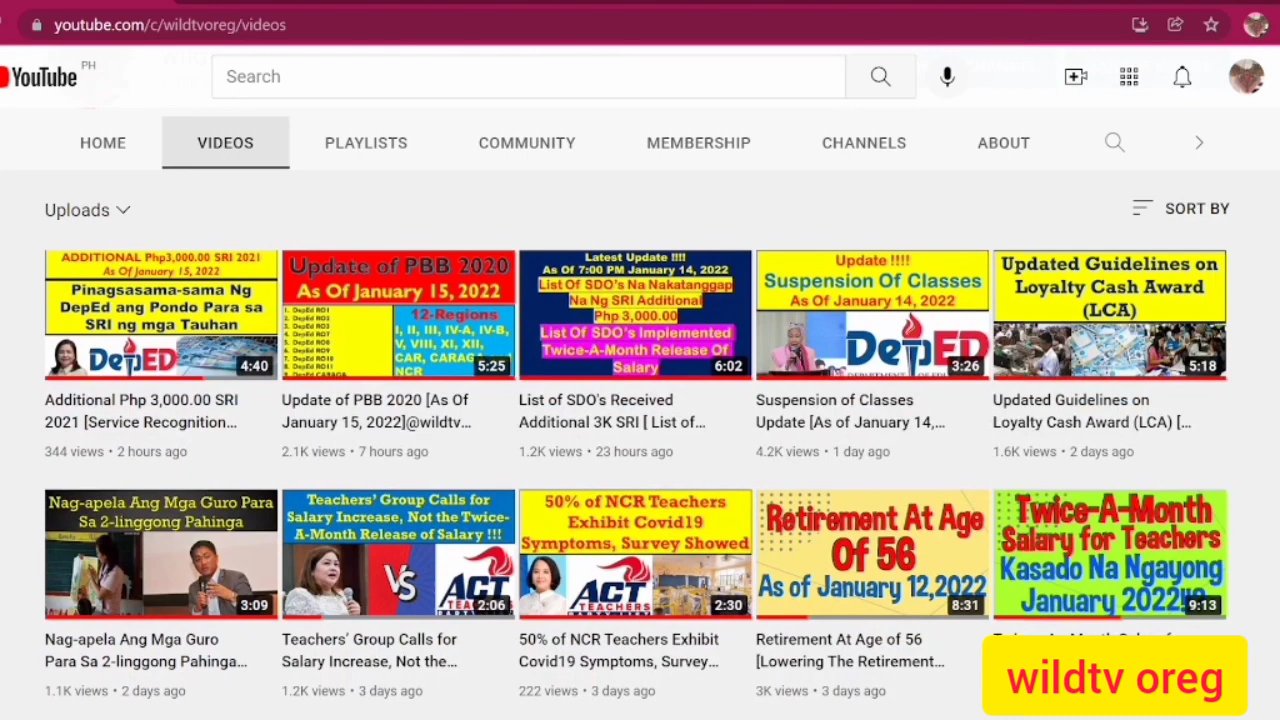 youtube.com/c/wildtvoreg/videos
YouTube PH
Search
HOME
VIDEOS
PLAYLISTS
COMMUNITY
MEMBERSHIP
CHANNELS
ABOUT
Uploads
SORT BY
ADDITIONAL Php3,000.00 SRI 2021
As Of January 15, 2022
Pinagsasama-sama Ng
DepEd ang Pondo Para sa
SRI ng mga Tauhan
DepED
4:40
Update of PBB 2020
As Of January 15, 2022
1. DepEd RO1
12-Regions
I, II, III, IV-A, IV-B,
V, VIII, XI, XII,
CAR, CARAGA
NCR
5:25
Latest Update !!!!
As Of 7:00 PM January 14, 2022
List Of SDO's Na Nakatanggap
Na Ng SRI Additional
Php 3,000.00
List Of SDO's Implemented
Twice-A-Month Release Of
Salary
6:02
Update !!!!
Suspension Of Classes
As Of January 14, 2022
DepED
3:26
Updated Guidelines on
Loyalty Cash Award
(LCA)
5:18
Additional Php 3,000.00 SRI
2021 [Service Recognition...
344 views • 2 hours ago
Update of PBB 2020 [As Of
January 15, 2022]@wildtv...
2.1K views • 7 hours ago
List of SDO's Received
Additional 3K SRI [ List of...
1.2K views • 23 hours ago
Suspension of Classes
Update [As of January 14,...
4.2K views • 1 day ago
Updated Guidelines on
Loyalty Cash Award (LCA) [...
1.6K views • 2 days ago
Nag-apela Ang Mga Guro Para
Sa 2-linggong Pahinga
3:09
Teachers' Group Calls for
Salary Increase, Not the Twice-
A-Month Release of Salary !!!
VS
ACT
2:06
50% of NCR Teachers
Exhibit Covid19
Symptoms, Survey Showed
ACT
TEACHERS
2:30
Retirement At Age
Of 56
As of January 12,2022
8:31
Twice-A-Month
Salary for Teachers
Kasado Na Ngayong
January 2022
9:13
Nag-apela Ang Mga Guro
Para Sa 2-linggong Pahinga...
1.1K views • 2 days ago
Teachers' Group Calls for
Salary Increase, Not the...
1.2K views • 3 days ago
50% of NCR Teachers Exhibit
Covid19 Symptoms, Survey...
222 views • 3 days ago
Retirement At Age of 56
[Lowering The Retirement...
3K views • 3 days ago
wildtv oreg